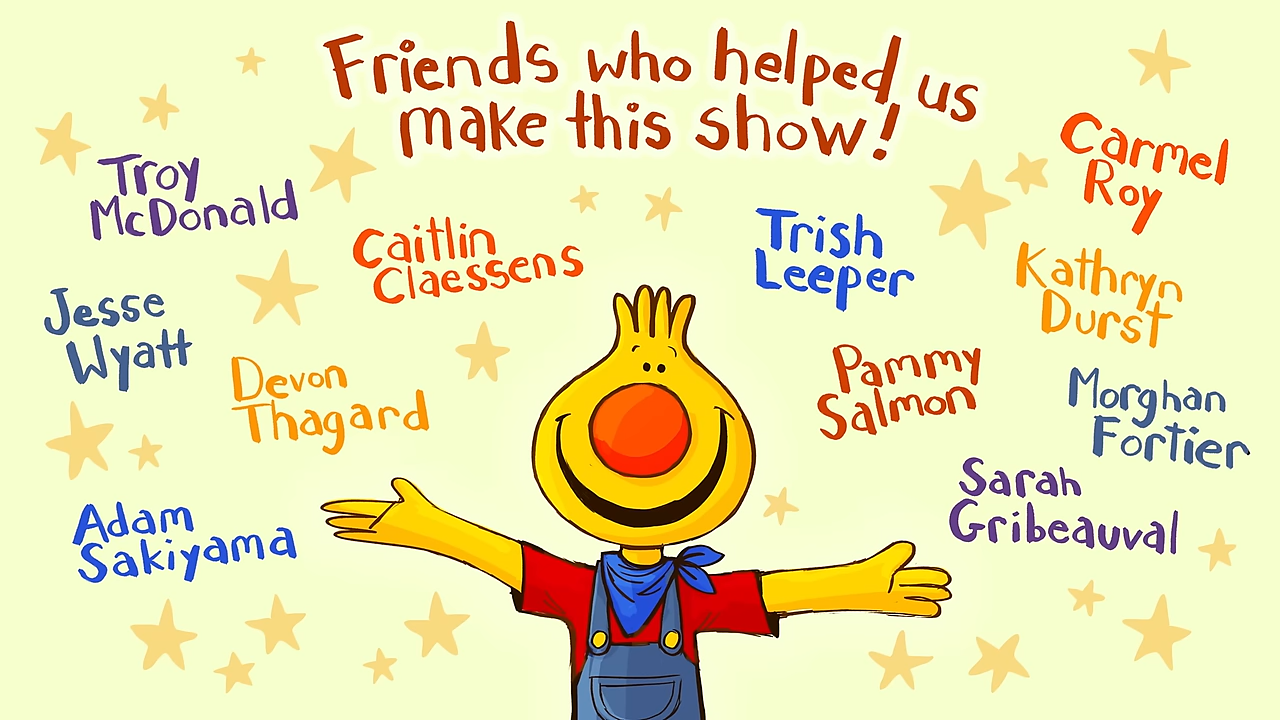 Friends who helped us
make this show!
Troy
McDonald
Caitlin
Claessens
Trish
Leeper
Carmel
Roy
Jesse
Wyatt
Devon
Thagard
Kathryn
Durst
Pammy
Salmon
Morghan
Fortier
Adam
Sakiyama
Sarah
Gribeauval